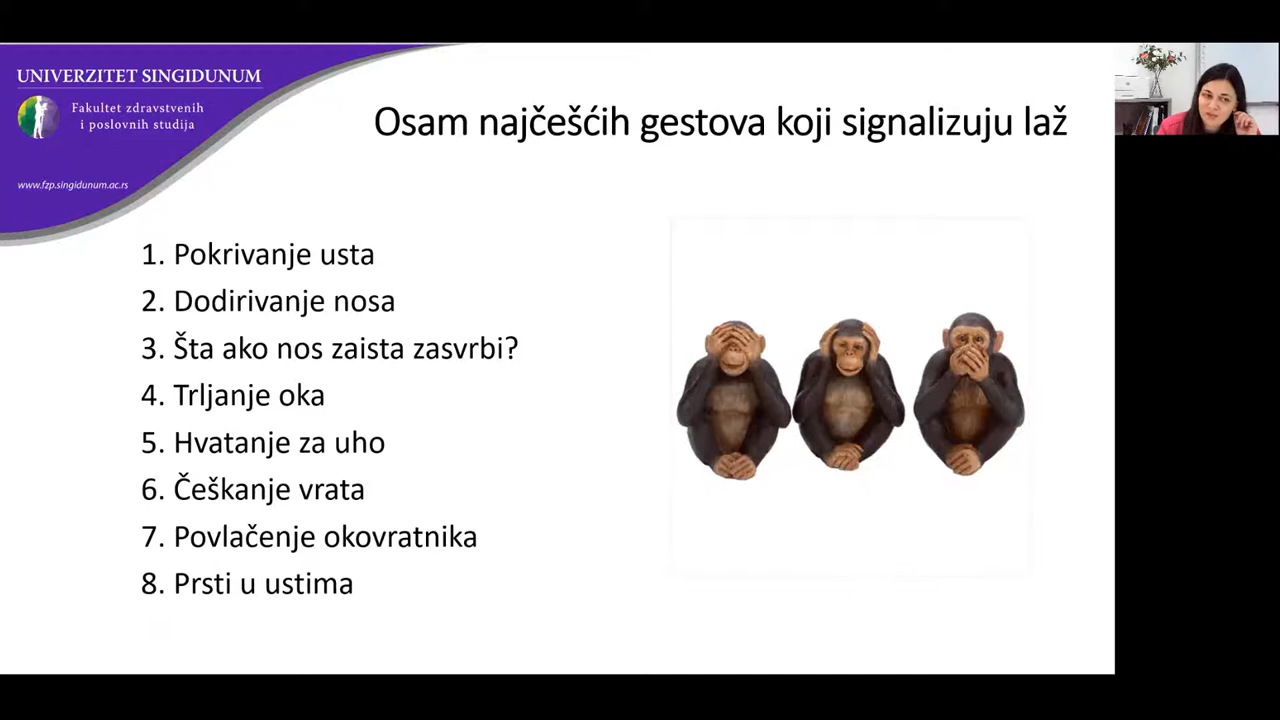 UNIVERZITET SINGIDUNUM
Fakultet zdravstvenih
i poslovnih studija
www.fzp.singidunum.ac.rs
Osam najčešćih gestova koji signalizuju laž
1. Pokrivanje usta
2. Dodirivanje nosa
3. Šta ako nos zaista zasvrbi?
4. Trljanje oka
5. Hvatanje za uho
6. Češkanje vrata
7. Povlačenje okovratnika
8. Prsti u ustima